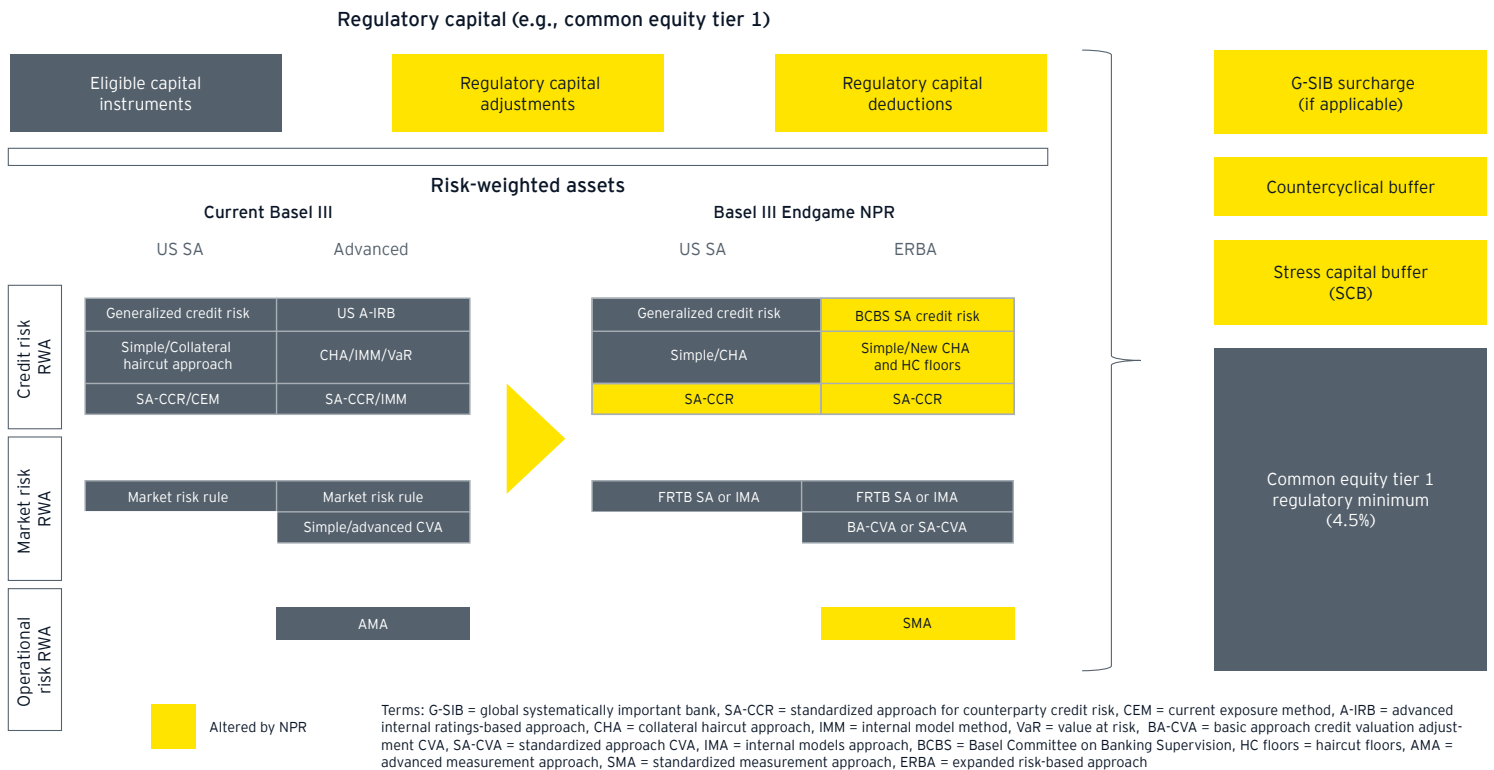 Regulatory capital (e.g., common equity tier 1)
Eligible capital
instruments
Regulatory capital
adjustments
Regulatory capital
deductions
G-SIB surcharge
(if applicable)
Countercyclical buffer
Stress capital buffer
(SCB)
Common equity tier 1
regulatory minimum
(4.5%)
Risk-weighted assets
Current Basel III
Basel III Endgame NPR
US SA
Advanced
US SA
ERBA
Credit risk
RWA
Generalized credit risk
US A-IRB
Generalized credit risk
BCBS SA credit risk
Simple/Collateral
haircut approach
CHA/IMM/VaR
Simple/CHA
Simple/New CHA
and HC floors
SA-CCR/CEM
SA-CCR/IMM
SA-CCR
SA-CCR
Market risk
RWA
Market risk rule
Market risk rule
FRTB SA or IMA
FRTB SA or IMA
Simple/advanced CVA
BA-CVA or SA-CVA
Operational
risk RWA
AMA
SMA
Altered by NPR
Terms: G-SIB = global systematically important bank, SA-CCR = standardized approach for counterparty credit risk, CEM = current exposure method, A-IRB = advanced
internal ratings-based approach, CHA = collateral haircut approach, IMM = internal model method, VaR = value at risk, BA-CVA = basic approach credit valuation adjust-
ment CVA, SA-CVA = standardized approach CVA, IMA = internal models approach, BCBS = Basel Committee on Banking Supervision, HC floors = haircut floors, AMA =
advanced measurement approach, SMA = standardized measurement approach, ERBA = expanded risk-based approach